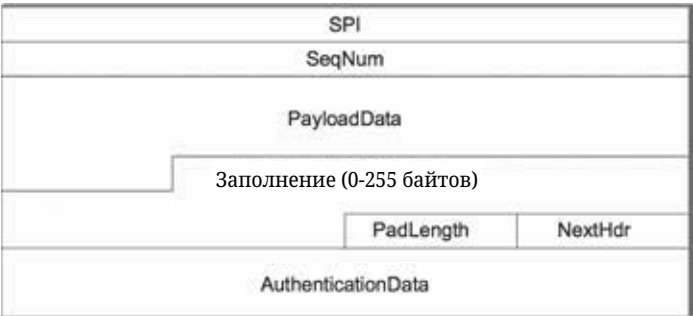 SPI
SeqNum
PayloadData
Заполнение (0-255 байтов)
PadLength NextHdr
AuthenticationData